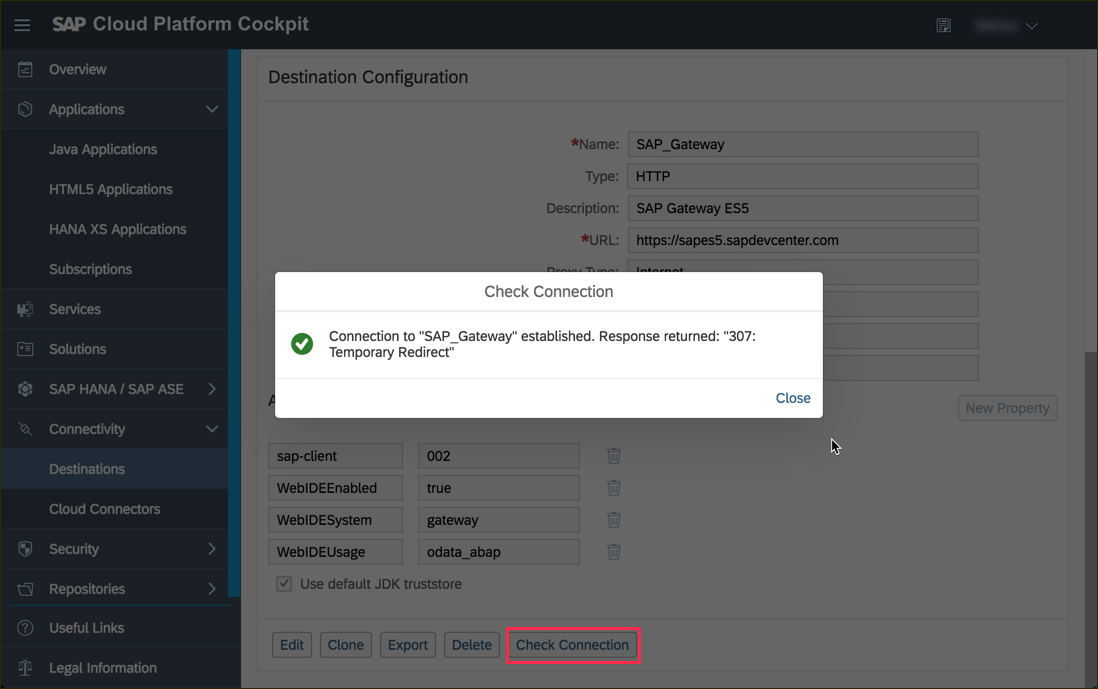 SAP Cloud Platform Cockpit
Overview
Applications
Java Applications
HTML5 Applications
HANA XS Applications
Subscriptions
Services
Solutions
SAP HANA / SAP ASE
Connectivity
Destinations
Cloud Connectors
Security
Repositories
Useful Links
Legal Information
Destination Configuration
*Name: SAP_Gateway
Type: HTTP
Description: SAP Gateway ES5
*URL: https://sapes5.sapdevcenter.com
Proxy Type: Internet
Check Connection
Connection to "SAP_Gateway" established. Response returned: "307:
Temporary Redirect"
Close
New Property
sap-client 002
WebIDEEnabled true
WebIDESystem gateway
WebIDEUsage odata_abap
Use default JDK truststore
Edit Clone Export Delete Check Connection